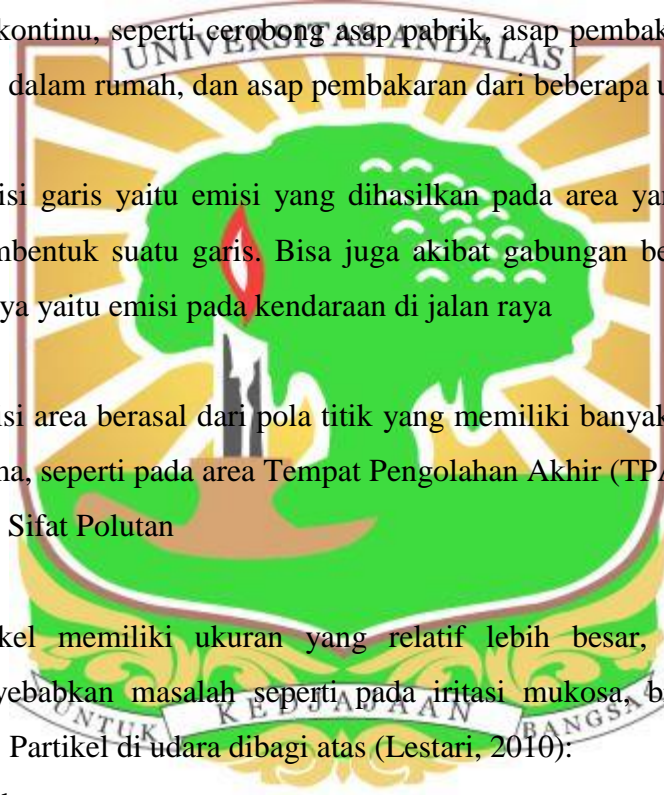 kontinu, seperti cerobong asap pabrik, asap pembak
UNIVERSITAS ANDALAS
dalam rumah, dan asap pembakaran dari beberapa u
isi garis yaitu emisi yang dihasilkan pada area yan
mbentuk suatu garis. Bisa juga akibat gabungan be
ya yaitu emisi pada kendaraan di jalan raya
si area berasal dari pola titik yang memiliki banyak
na, seperti pada area Tempat Pengolahan Akhir (TPA
Sifat Polutan
kel memiliki ukuran yang relatif lebih besar,
yebabkan masalah seperti pada iritasi mukosa, b
UNTUK KEDJAJAAN BANGSA
Partikel di udara dibagi atas (Lestari, 2010):